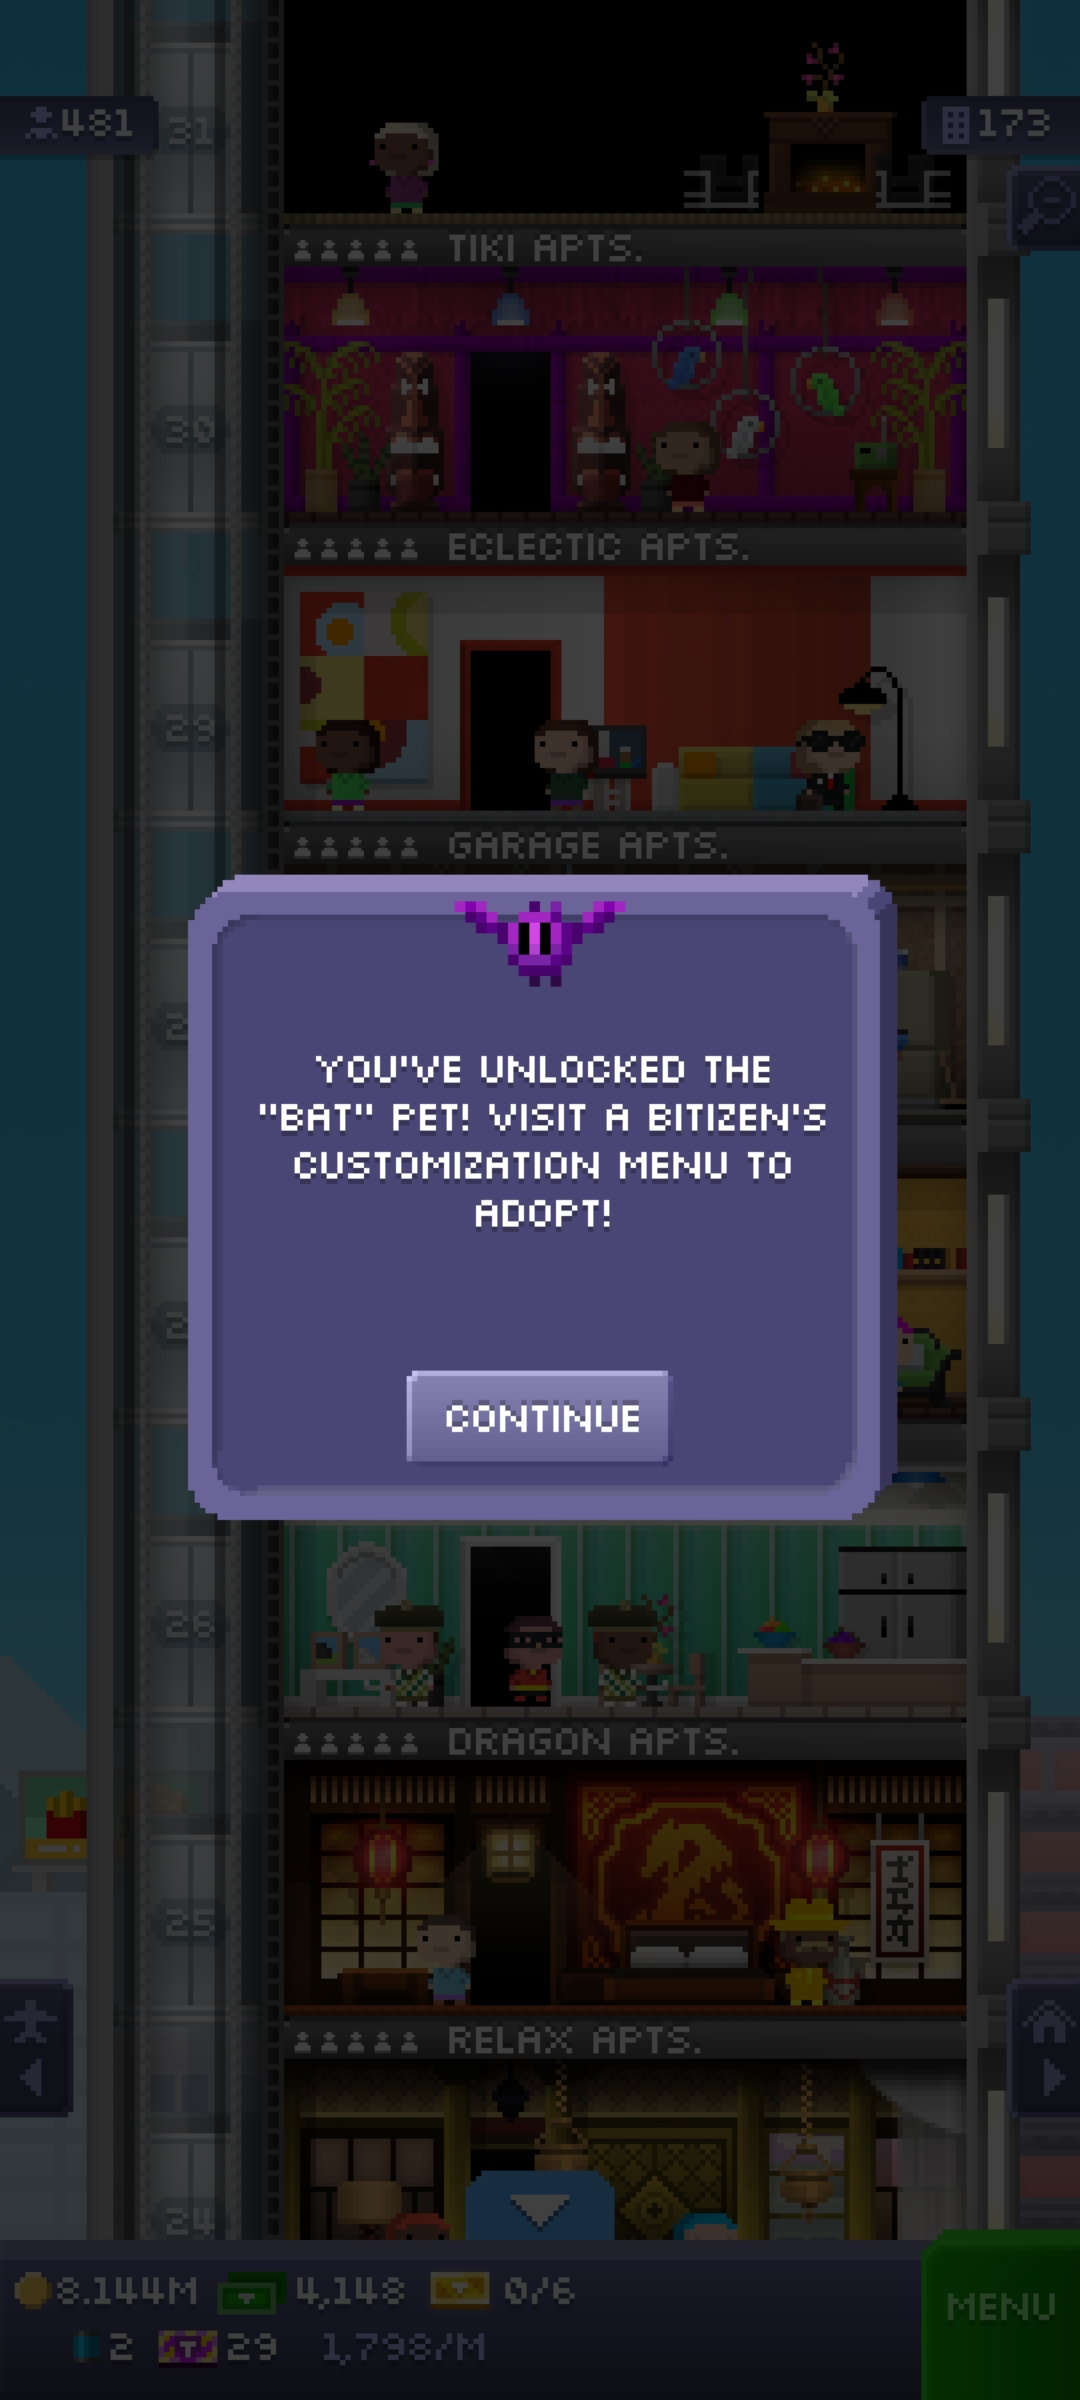 481
31
173
TIKI APTS.
30
ECLECTIC APTS.
29
GARAGE APTS.
YOU'VE UNLOCKED THE
"BAT" PET! VISIT A BITIZEN'S
CUSTOMIZATION MENU TO
ADOPT!
CONTINUE
26
DRAGON APTS.
25
RELAX APTS.
24
8.144M 4,148 0/6
MENU
2 29 1,798/M